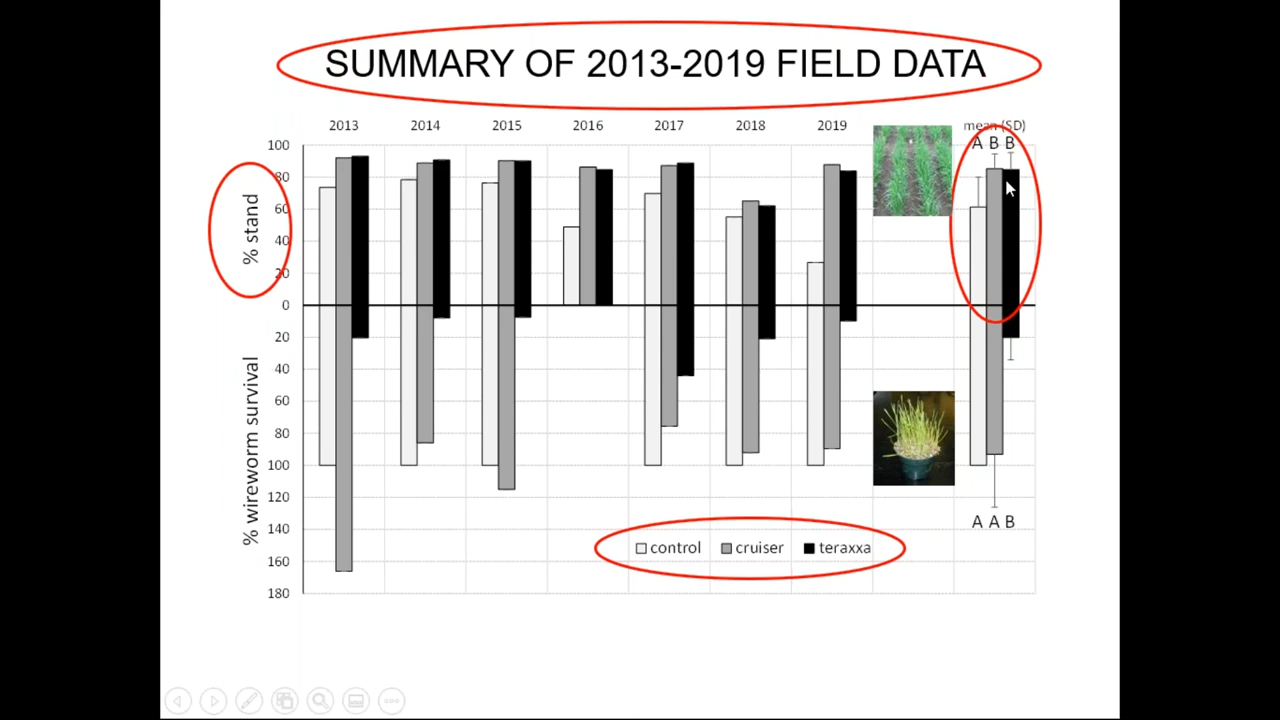 SUMMARY OF 2013-2019 FIELD DATA
2013 2014 2015 2016 2017 2018 2019 mean (SD)
A B B
100
80
60
40
20
0
20
40
60
80
100
120
140
160
180
% stand
% wireworm survival
A A B
control cruiser teraxxa